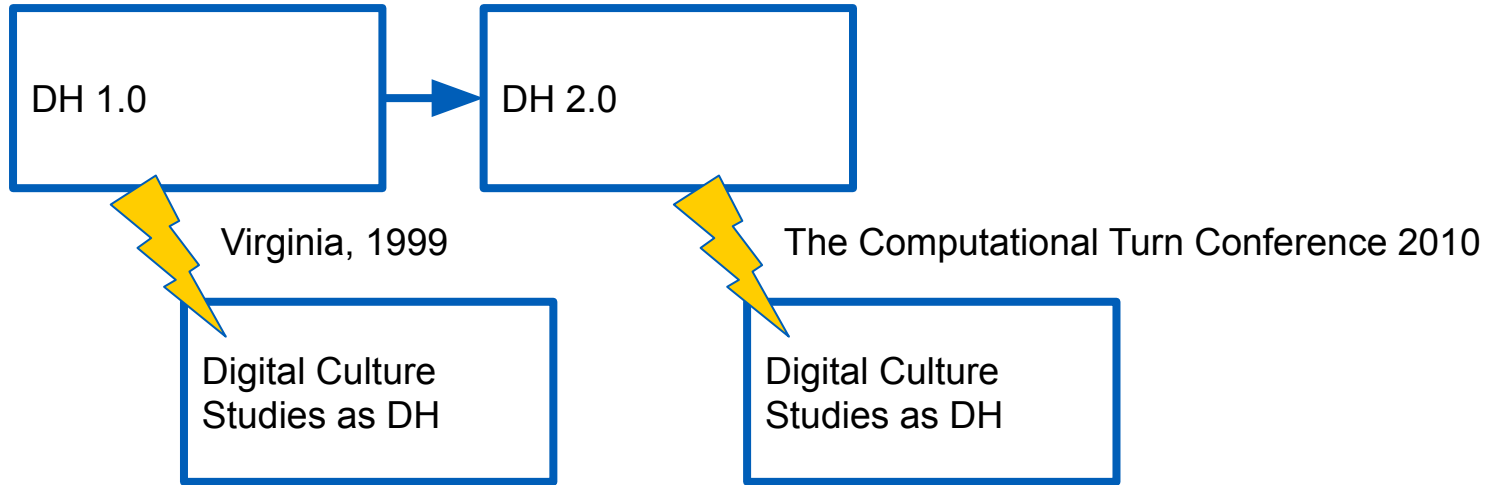 DH 1.0
DH 2.0
Virginia, 1999
The Computational Turn Conference 2010
Digital Culture
Studies as DH
Digital Culture
Studies as DH